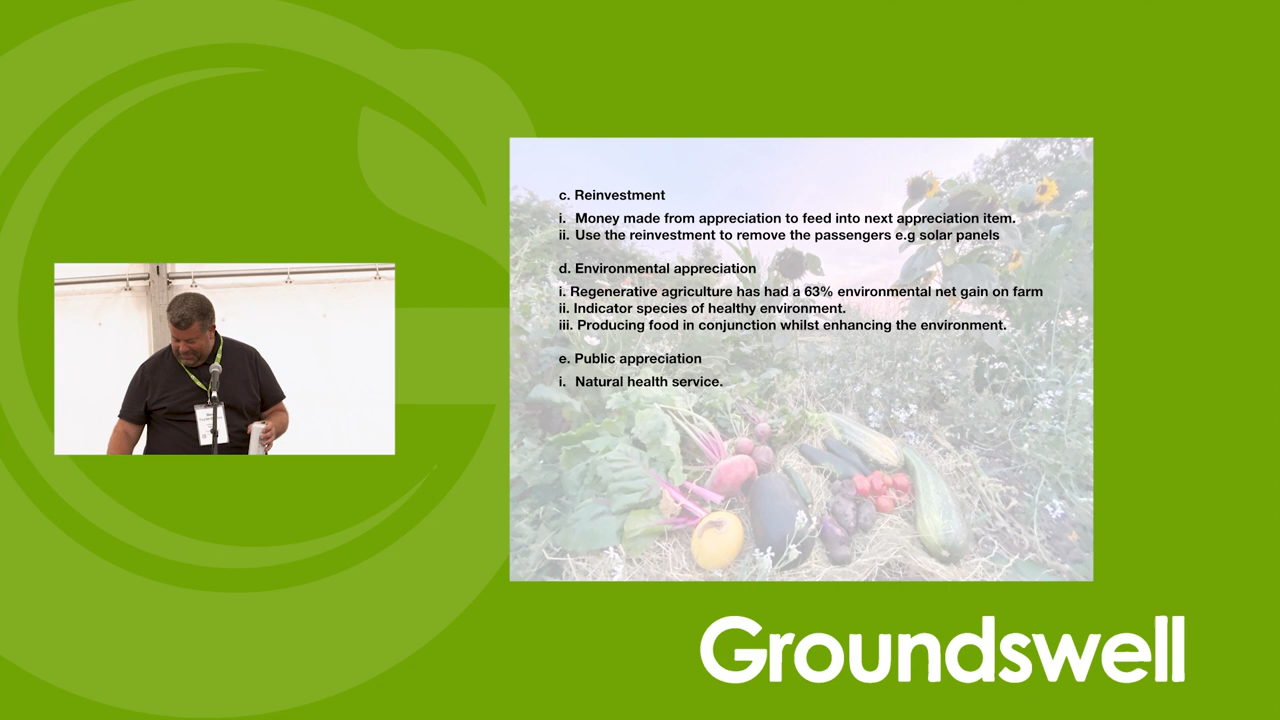 c. Reinvestment
i. Money made from appreciation to feed into next appreciation item.
ii. Use the reinvestment to remove the passengers e.g solar panels
d. Environmental appreciation
i. Regenerative agriculture has had a 63% environmental net gain on farm
ii. Indicator species of healthy environment.
iii. Producing food in conjunction whilst enhancing the environment.
e. Public appreciation
i. Natural health service.
Groundswell